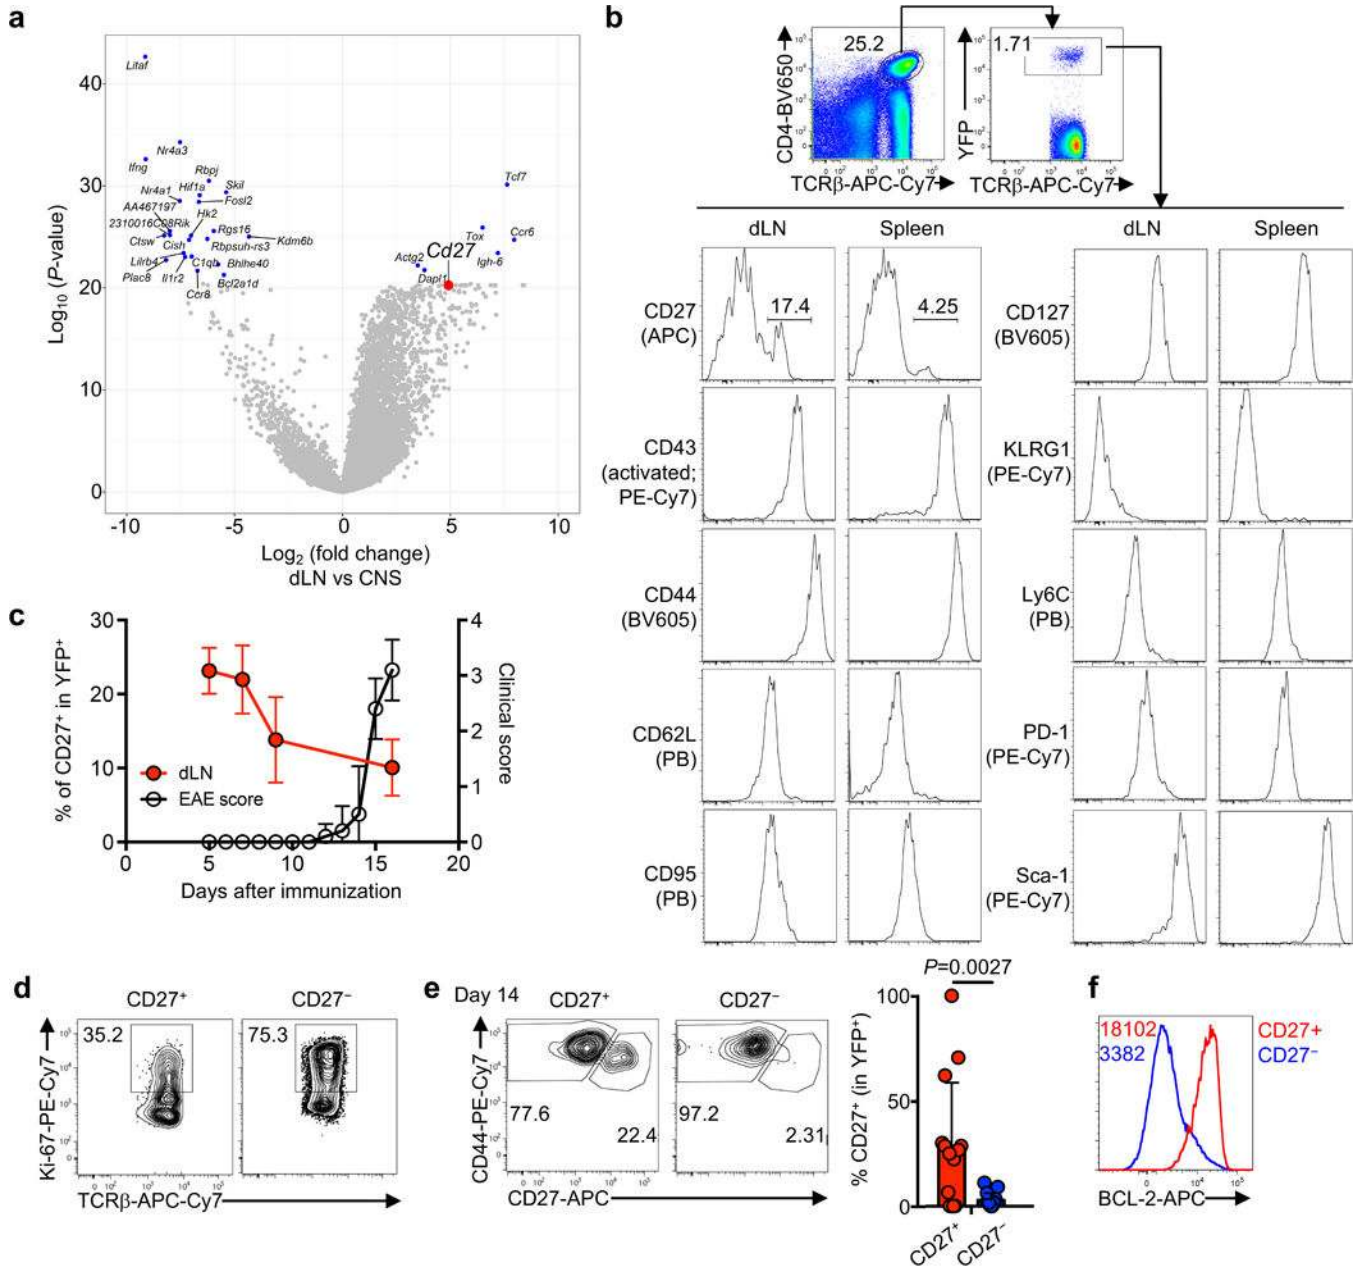 a
Log₁₀ (P-value)
40
30
20
10
0
-10
-5
0
5
10
Log₂ (fold change)
dLN vs CNS
Litaf
Nr4a3
Ifng
Rbpj
Nr4a1
Hif1a
Skil
AA467197
Fosl2
2310016C08Rik
Hk2
Ctsw
Cish
Rgs16
Rbpsuh-rs3
Kdm6b
Lilrb4
C1qb
Bhlhe40
Plac8
Il1r2
Bcl2a1d
Ccr8
Tcf7
Tox
Ccr6
Cd27
Igh-6
Actg2
Dapl1
b
25.2
CD4-BV650
TCRβ-APC-Cy7
1.71
YFP
TCRβ-APC-Cy7
dLN
Spleen
dLN
Spleen
CD27
(APC)
17.4
4.25
CD127
(BV605)
CD43
(activated;
PE-Cy7)
KLRG1
(PE-Cy7)
CD44
(BV605)
Ly6C
(PB)
CD62L
(PB)
PD-1
(PE-Cy7)
CD95
(PB)
Sca-1
(PE-Cy7)
c
% of CD27⁺ in YFP⁺
30
20
10
0
4
3
2
1
0
Clinical score
dLN
EAE score
0
5
10
15
20
Days after immunization
d
CD27⁺
CD27⁻
35.2
75.3
Ki-67-PE-Cy7
TCRβ-APC-Cy7
e
Day 14
CD27⁺
CD27⁻
CD44-PE-Cy7
77.6
22.4
97.2
2.31
CD27-APC
P=0.0027
% CD27⁺ (in YFP⁺)
100
50
0
CD27⁺
CD27⁻
f
18102
3382
CD27+
CD27⁻
10⁴
10⁵
BCL-2-APC